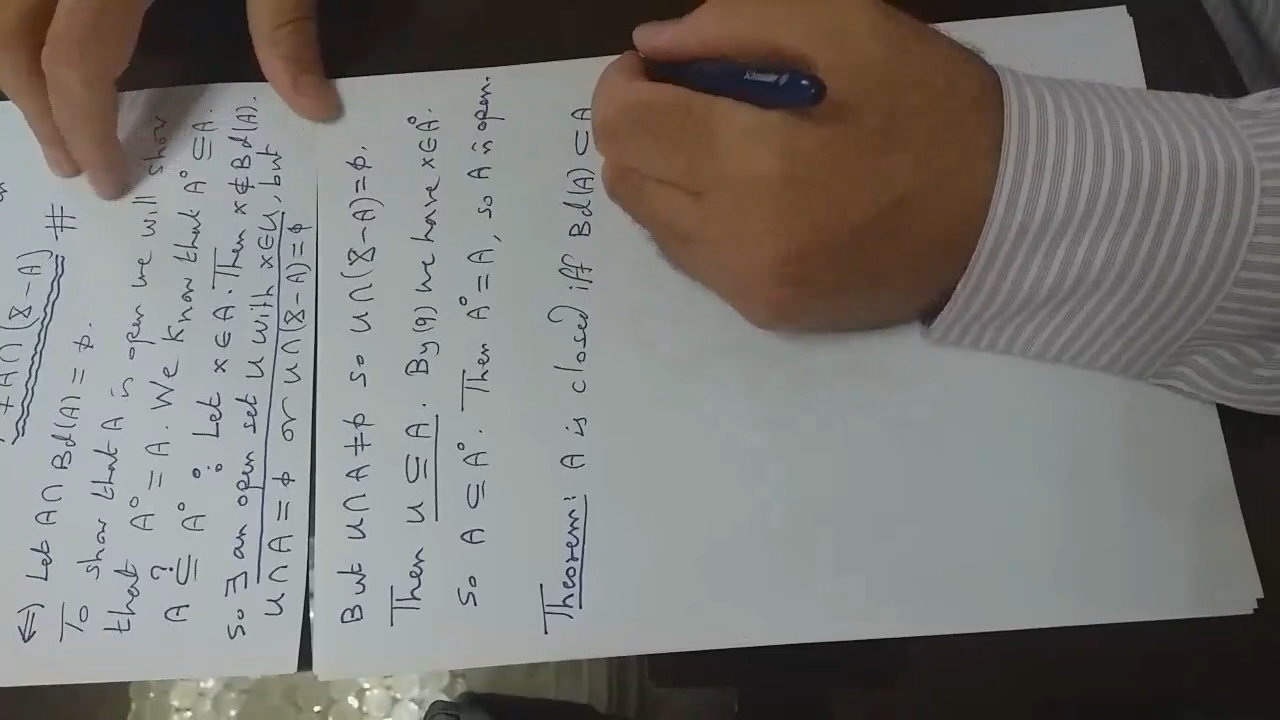 = A ∩ (X - A)
#
⇐) Let A ∩ Bd(A) = ϕ.
To show that A is open we will show
that A° = A. We know that A° ⊆ A.
A ⊆? A° : Let x ∈ A. Then x ∉ Bd(A).
So ∃ an open set U with x ∈ U, but
U ∩ A = ϕ or U ∩ (X - A) = ϕ
But U ∩ A ≠ ϕ so U ∩ (X - A) = ϕ.
Then U ⊆ A. By (9) we have x ∈ A°.
So A ⊆ A°. Then A° = A, so A is open.
Theorem: A is closed iff Bd(A) ⊂ A